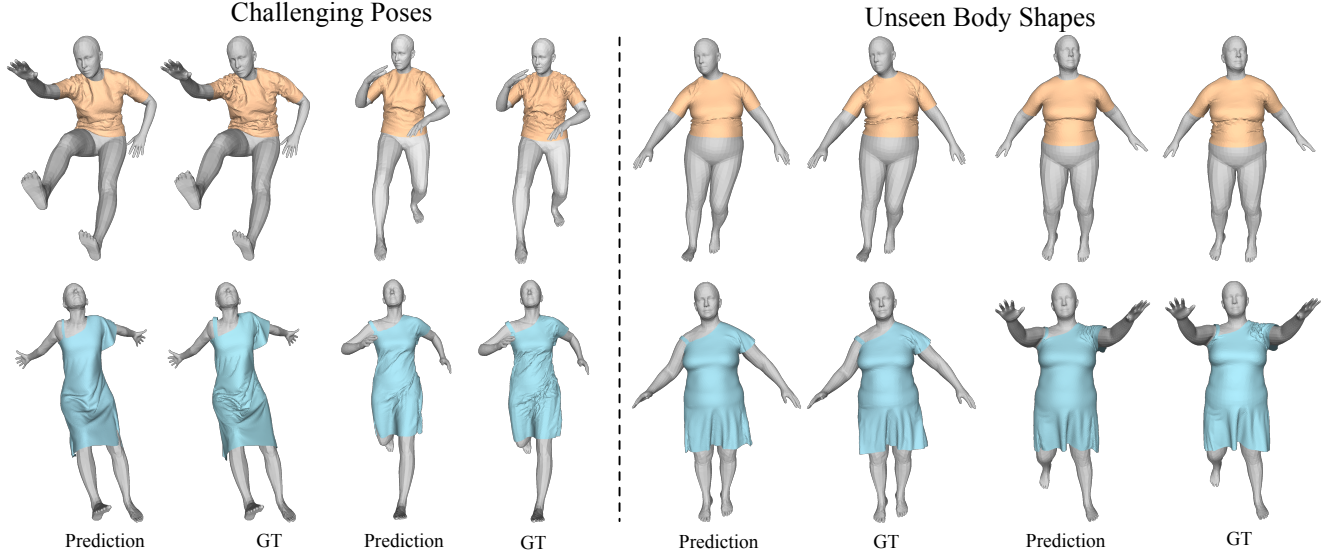 Challenging Poses
Unseen Body Shapes
Prediction
GT
Prediction
GT
Prediction
GT
Prediction
GT